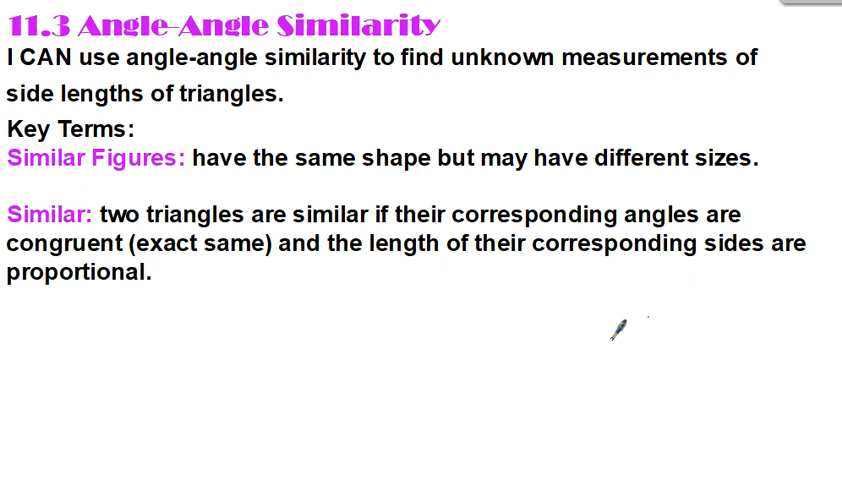 11.3 Angle-Angle Similarity
I CAN use angle-angle similarity to find unknown measurements of
side lengths of triangles.
Key Terms:
Similar Figures: have the same shape but may have different sizes.
Similar: two triangles are similar if their corresponding angles are
congruent (exact same) and the length of their corresponding sides are
proportional.